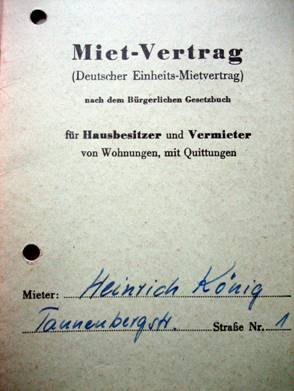 Miet-Vertrag
(Deutscher Einheits-Mietvertrag)
nach dem Bürgerlichen Gesetzbuch
für Hausbesitzer und Vermieter
von Wohnungen, mit Quittungen
Mieter: Heinrich König
Tannenbergstr. Straße Nr. 1